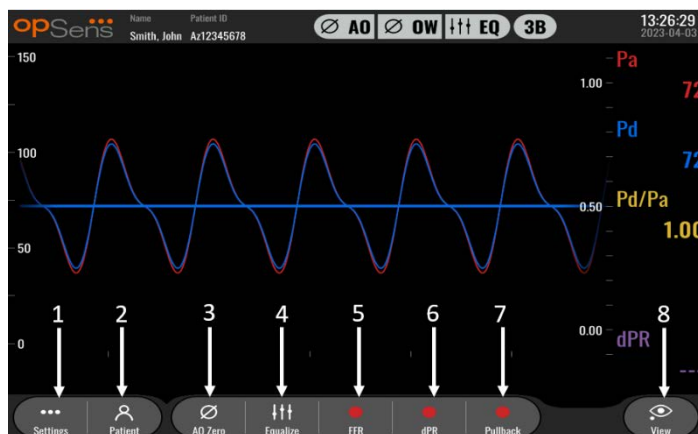 opSens
Name
Patient ID
Smith, John Az12345678
AO OW EQ 3B
13:26:29
2023-04-03
150
100
50
0
1.00
0.50
0.00
Pa
72
Pd
72
Pd/Pa
1.00
dPR
---
1 2 3 4 5 6 7 8
Settings Patient AO Zero Equalize FFR dPR Pullback View